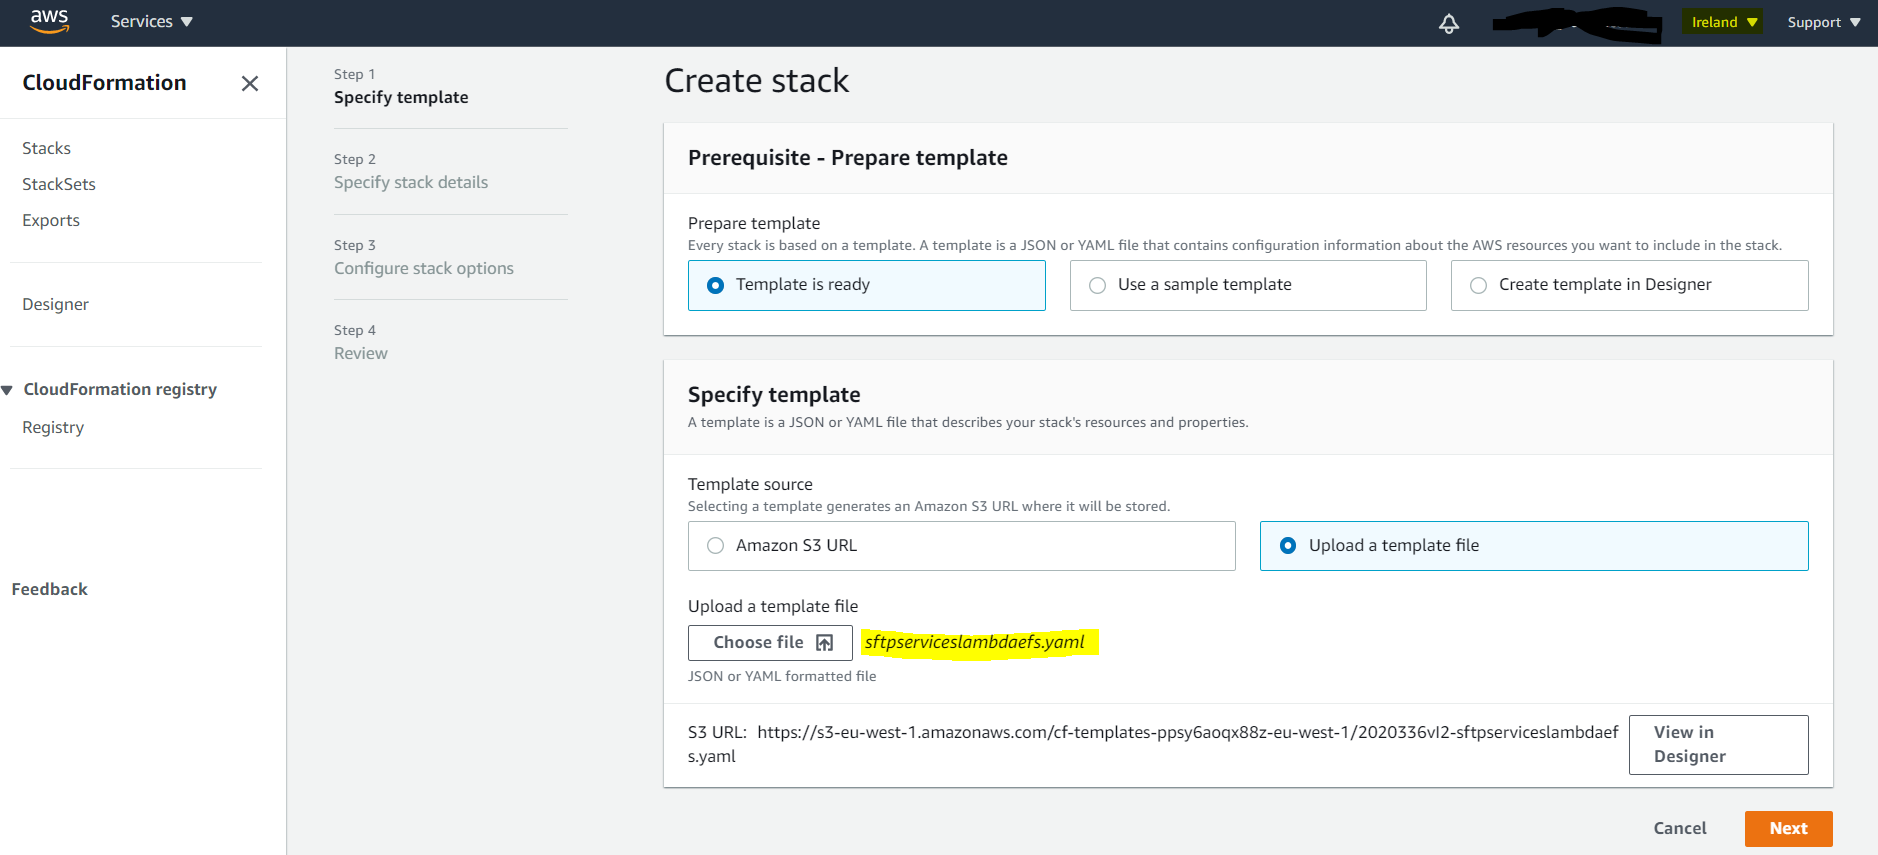 aws
Services
Ireland
Support
CloudFormation
Stacks
StackSets
Exports
Designer
CloudFormation registry
Registry
Feedback
Step 1
Specify template
Step 2
Specify stack details
Step 3
Configure stack options
Step 4
Review
Create stack
Prerequisite - Prepare template
Prepare template
Every stack is based on a template. A template is a JSON or YAML file that contains configuration information about the AWS resources you want to include in the stack.
Template is ready
Use a sample template
Create template in Designer
Specify template
A template is a JSON or YAML file that describes your stack's resources and properties.
Template source
Selecting a template generates an Amazon S3 URL where it will be stored.
Amazon S3 URL
Upload a template file
Upload a template file
Choose file
sftpserviceslambdaefs.yaml
JSON or YAML formatted file
S3 URL: https://s3-eu-west-1.amazonaws.com/cf-templates-ppsy6aoqx88z-eu-west-1/2020336vI2-sftpserviceslambdaef
s.yaml
View in
Designer
Cancel
Next